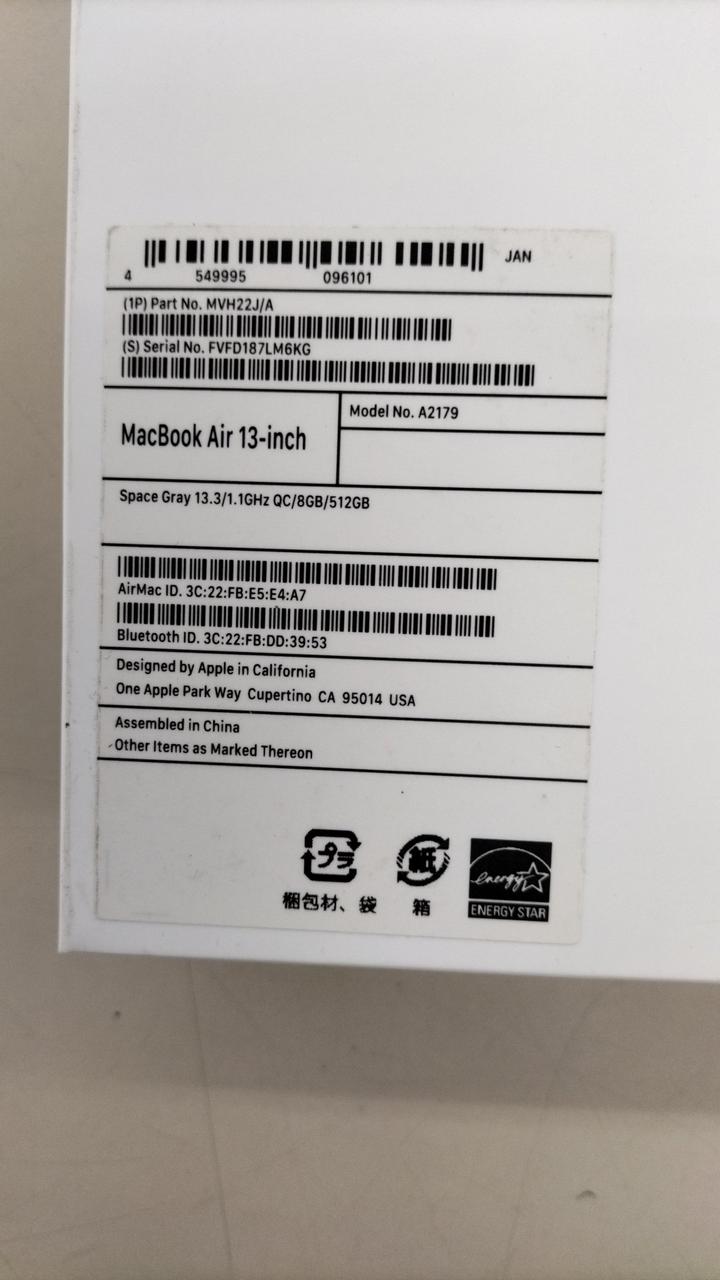 JAN
4 549995 096101
(1P) Part No. MVH22J/A
(S) Serial No. FVFD187LM6KG
MacBook Air 13-inch
Model No. A2179
Space Gray 13.3/1.1GHz QC/8GB/512GB
AirMac ID. 3C:22:FB:E5:E4:A7
Bluetooth ID. 3C:22:FB:DD:39:53
Designed by Apple in California
One Apple Park Way Cupertino CA 95014 USA
Assembled in China
Other Items as Marked Thereon
プラ
紙
energy
梱包材、袋
箱
ENERGY STAR